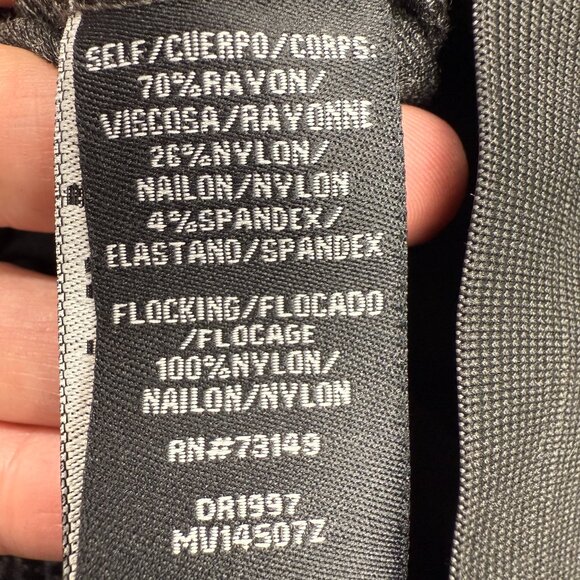 SELF/CUERPO/CORPS:
70%RAYON/
VISCOSA/RAYONNE
26%NYLON/
NAILON/NYLON
4%SPANDEX/
ELASTANO/SPANDEX
FLOCKING/FLOCADO
/FLOCAGE
100%NYLON/
NAILON/NYLON
RN#73149
DR1997
MV14507Z